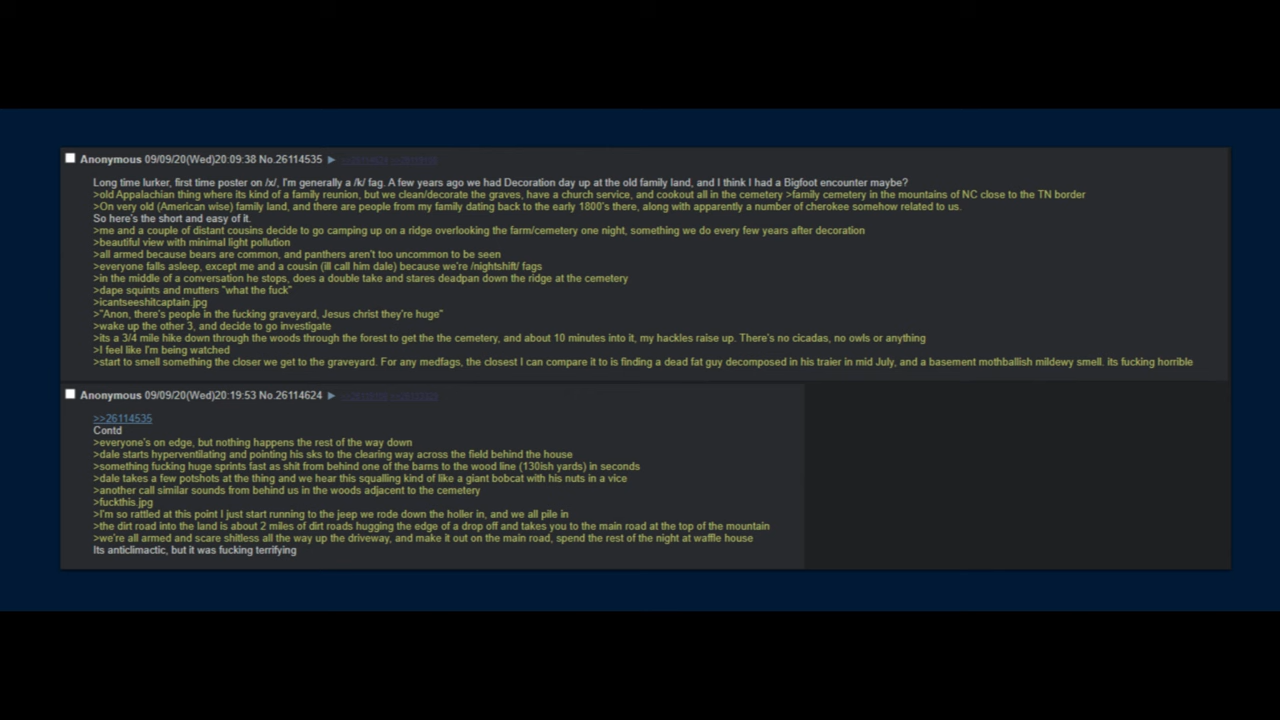 Anonymous 09/09/20(Wed)20:09:38 No.26114535 ▶
Long time lurker, first time poster on /x/, I'm generally a /k/ fag. A few years ago we had Decoration day up at the old family land, and I think I had a Bigfoot encounter maybe?
>old Appalachian thing where its kind of a family reunion, but we clean/decorate the graves, have a church service, and cookout all in the cemetery >family cemetery in the mountains of NC close to the TN border
>On very old (American wise) family land, and there are people from my family dating back to the early 1800's there, along with apparently a number of cherokee somehow related to us.
So here's the short and easy of it.
>me and a couple of distant cousins decide to go camping up on a ridge overlooking the farm/cemetery one night, something we do every few years after decoration
>beautiful view with minimal light pollution
>all armed because bears are common, and panthers aren't too uncommon to be seen
>everyone falls asleep, except me and a cousin (ill call him dale) because we're /nightshift/ fags
>in the middle of a conversation he stops, does a double take and stares deadpan down the ridge at the cemetery
>dape squints and mutters "what the fuck"
>icantseeshitcaptain.jpg
>"Anon, there's people in the fucking graveyard, Jesus christ they're huge"
>wake up the other 3, and decide to go investigate
>its a 3/4 mile hike down through the woods through the forest to get the the cemetery, and about 10 minutes into it, my hackles raise up. There's no cicadas, no owls or anything
>I feel like I'm being watched
>start to smell something the closer we get to the graveyard. For any medfags, the closest I can compare it to is finding a dead fat guy decomposed in his traier in mid July, and a basement mothballish mildewy smell. its fucking horrible
Anonymous 09/09/20(Wed)20:19:53 No.26114624 ▶
>>26114535
Contd
>everyone's on edge, but nothing happens the rest of the way down
>dale starts hyperventilating and pointing his sks to the clearing way across the field behind the house
>something fucking huge sprints fast as shit from behind one of the barns to the wood line (130ish yards) in seconds
>dale takes a few potshots at the thing and we hear this squalling kind of like a giant bobcat with his nuts in a vice
>another call similar sounds from behind us in the woods adjacent to the cemetery
>fuckthis.jpg
>I'm so rattled at this point I just start running to the jeep we rode down the holler in, and we all pile in
>the dirt road into the land is about 2 miles of dirt roads hugging the edge of a drop off and takes you to the main road at the top of the mountain
>we're all armed and scare shitless all the way up the driveway, and make it out on the main road, spend the rest of the night at waffle house
Its anticlimactic, but it was fucking terrifying